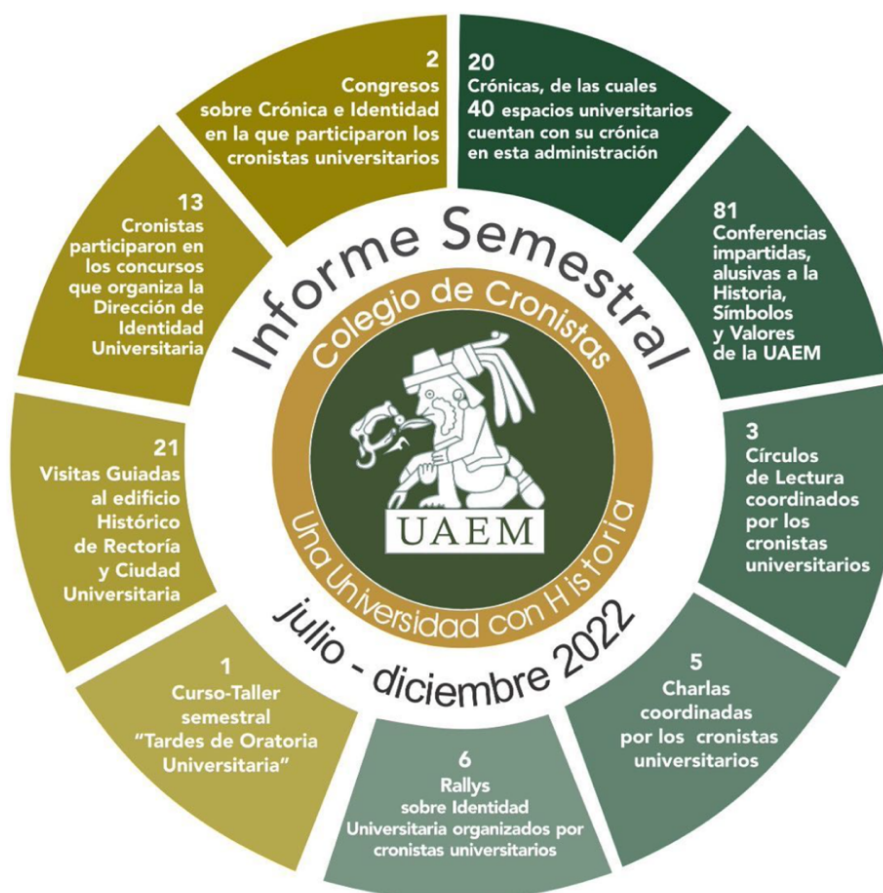 Informe Semestral
Colegio de Cronistas
UAEM
Una Universidad con Historia
julio - diciembre 2022
20
Crónicas, de las cuales
40 espacios universitarios
cuentan con su crónica
en esta administración
81
Conferencias
impartidas,
alusivas a la
Historia,
Símbolos
y Valores
de la UAEM
3
Círculos
de Lectura
coordinados
por los
cronistas
universitarios
5
Charlas
coordinadas
por los cronistas
universitarios
6
Rallys
sobre Identidad
Universitaria organizados por
cronistas universitarios
1
Curso-Taller
semestral
"Tardes de Oratoria
Universitaria"
21
Visitas Guiadas
al edificio
Histórico
de Rectoría
y Ciudad
Universitaria
13
Cronistas
participaron en
los concursos
que organiza la
Dirección de
Identidad
Universitaria
2
Congresos
sobre Crónica e Identidad
en la que participaron los
cronistas universitarios